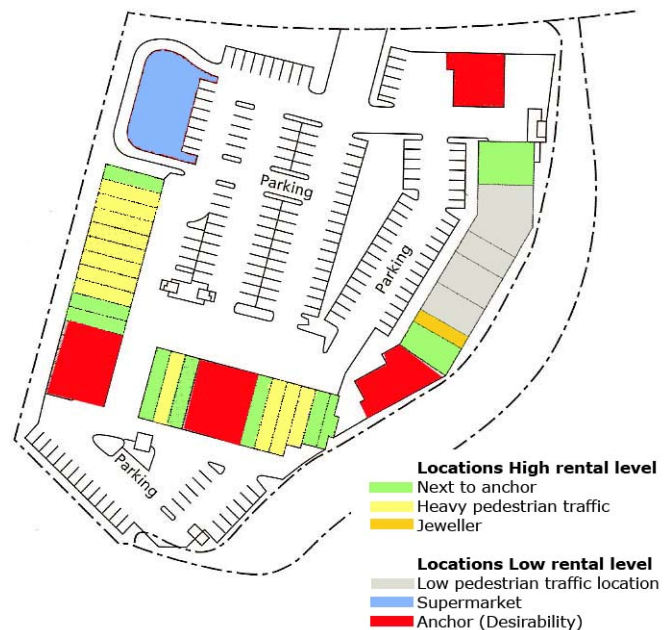 Parking
Parking
Parking
Locations High rental level
Next to anchor
Heavy pedestrian traffic
Jeweller
Locations Low rental level
Low pedestrian traffic location
Supermarket
Anchor (Desirability)